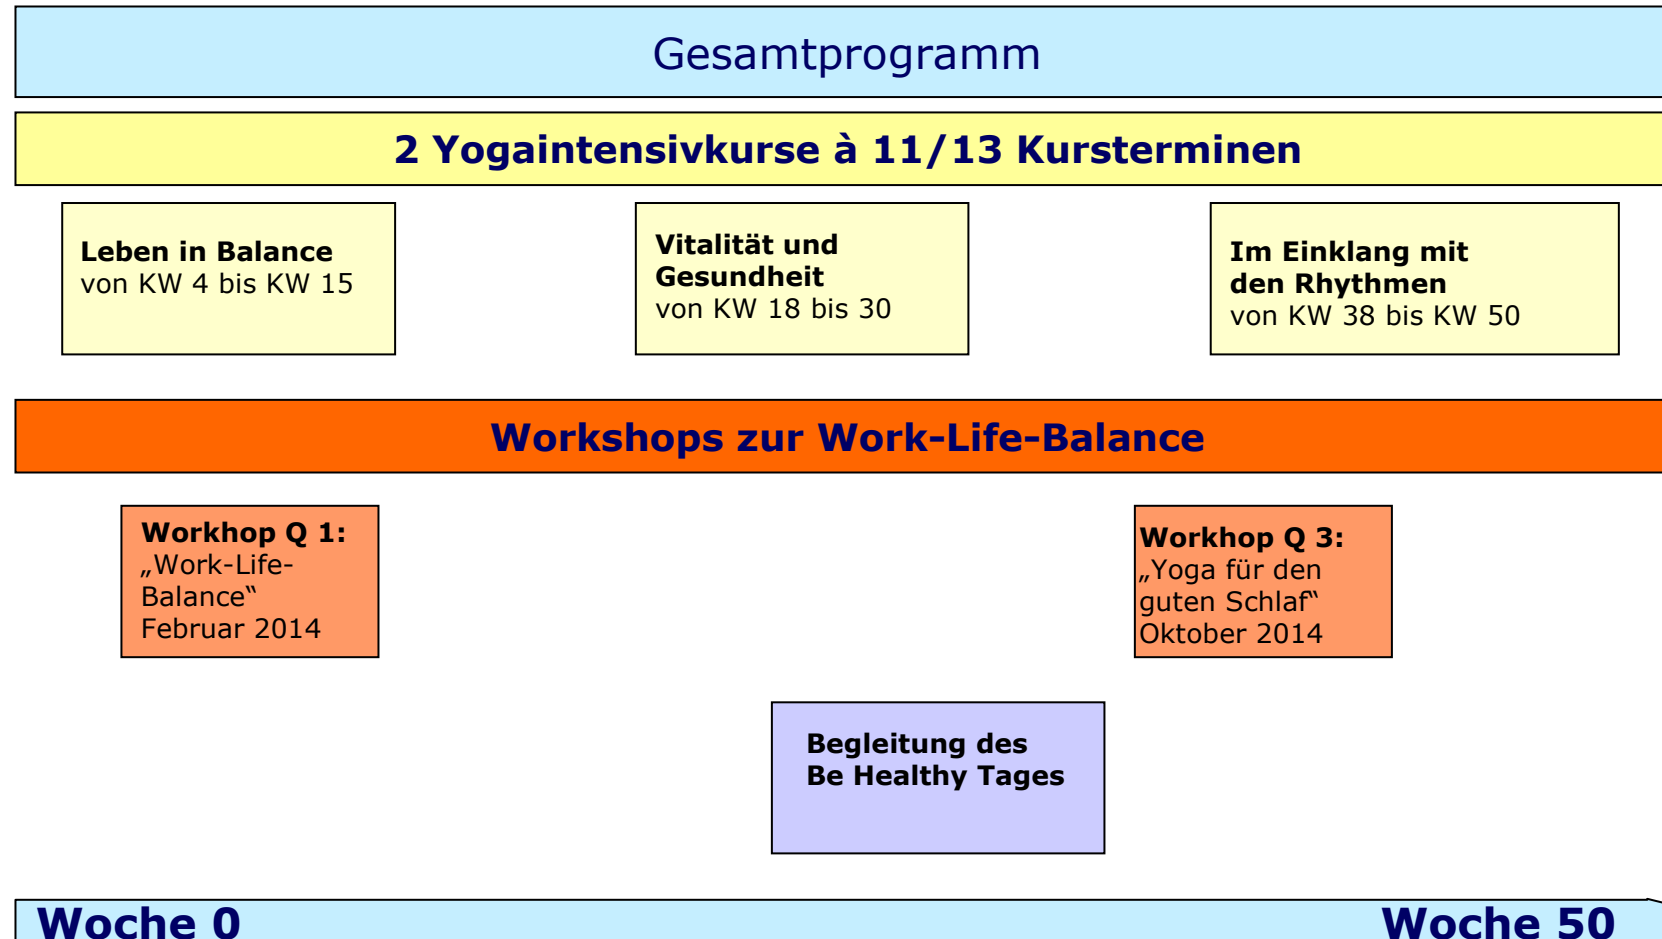 Gesamtprogramm
2 Yogaintensivkurse à 11/13 Kursterminen
Leben in Balance
von KW 4 bis KW 15
Vitalität und
Gesundheit
von KW 18 bis 30
Im Einklang mit
den Rhythmen
von KW 38 bis KW 50
Workshops zur Work-Life-Balance
Workhop Q 1:
„Work-Life-
Balance“
Februar 2014
Workhop Q 3:
„Yoga für den
guten Schlaf“
Oktober 2014
Begleitung des
Be Healthy Tages
Woche 0
Woche 50